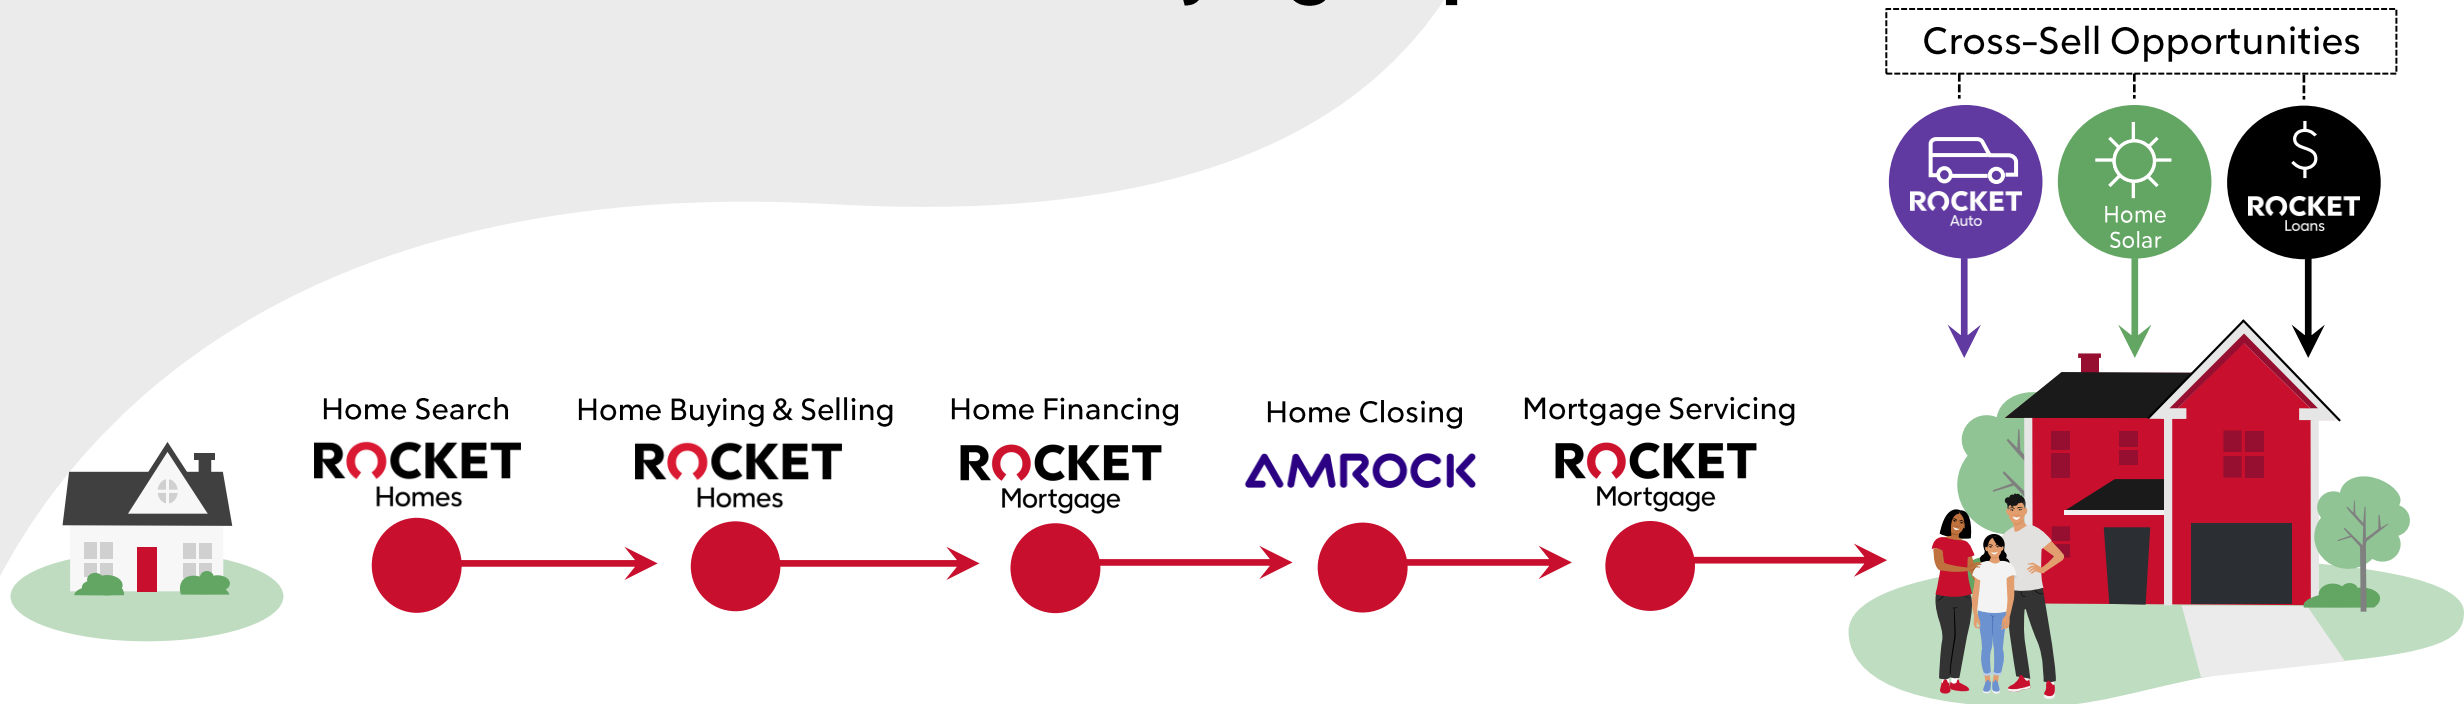 Cross-Sell Opportunities
ROCKET
Auto
Home
Solar
$
ROCKET
Loans
Home Search
ROCKET
Homes
Home Buying & Selling
ROCKET
Homes
Home Financing
ROCKET
Mortgage
Home Closing
AMROCK
Mortgage Servicing
ROCKET
Mortgage